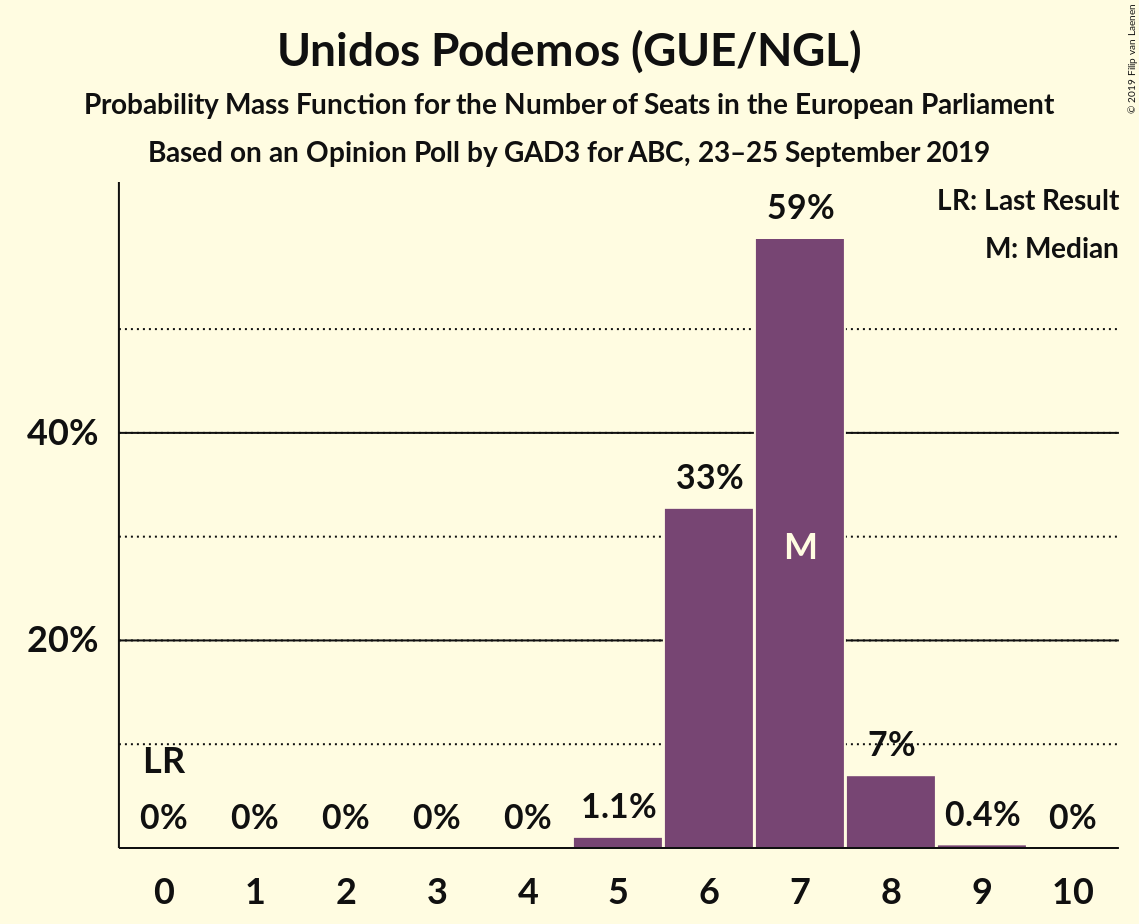 Unidos Podemos (GUE/NGL)
Probability Mass Function for the Number of Seats in the European Parliament
Based on an Opinion Poll by GAD3 for ABC, 23–25 September 2019
© 2019 Filip van Laenen
LR: Last Result
M: Median
59%
40%
33%
M
20%
LR
7%
0% 0% 0% 0% 0% 1.1% 0.4% 0%
0 1 2 3 4 5 6 7 8 9 10